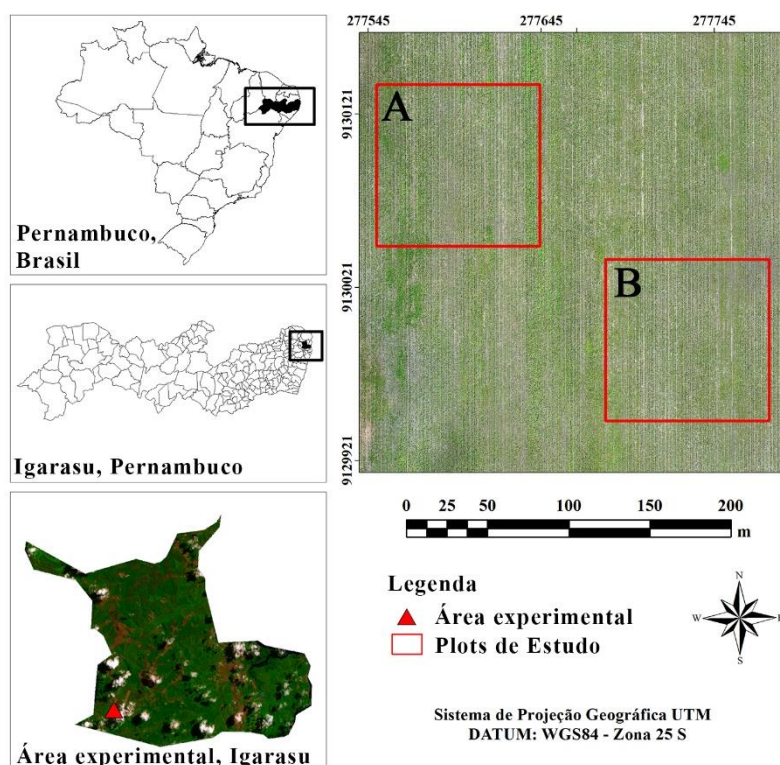 Pernambuco,
Brasil
Igarasu, Pernambuco
Área experimental, Igarasu
277545 277645 277745
9130121
9130021
9129921
A
B
0 25 50 100 150 200
m
Legenda
Área experimental
Plots de Estudo
N
W E
S
Sistema de Projeção Geográfica UTM
DATUM: WGS84 - Zona 25 S